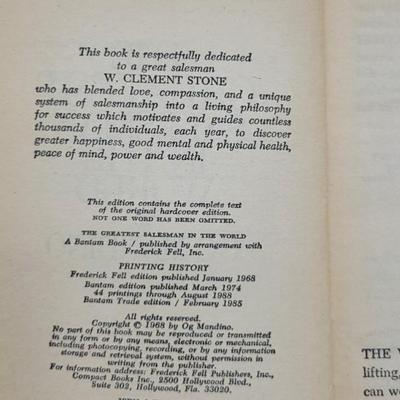 This book is respectfully dedicated
to a great salesman
W. CLEMENT STONE
who has blended love, compassion, and a unique
system of salesmanship into a living philosophy
for success which motivates and guides countless
thousands of individuals, each year, to discover
greater happiness, good mental and physical health,
peace of mind, power and wealth.
This edition contains the complete text
of the original hardcover edition.
NOT ONE WORD HAS BEEN OMITTED.
THE GREATEST SALESMAN IN THE WORLD
A Bantam Book / published by arrangement with
Frederick Fell, Inc.
PRINTING HISTORY
Frederick Fell edition published January 1968
Bantam edition published March 1974
44 printings through August 1988
Bantam Trade edition / February 1985
All rights reserved.
Copyright © 1968 by Og Mandino.
No part of this book may be reproduced or transmitted
in any form or by any means, electronic or mechanical,
including photocopying, recording, or by any information
storage and retrieval system, without permission in
writing from the publisher.
For information address: Frederick Fell Publishers, Inc.,
Compact Books Inc., 2500 Hollywood Blvd.,
Suite 302, Hollywood, Fla. 33020.
THE
lifting,
can